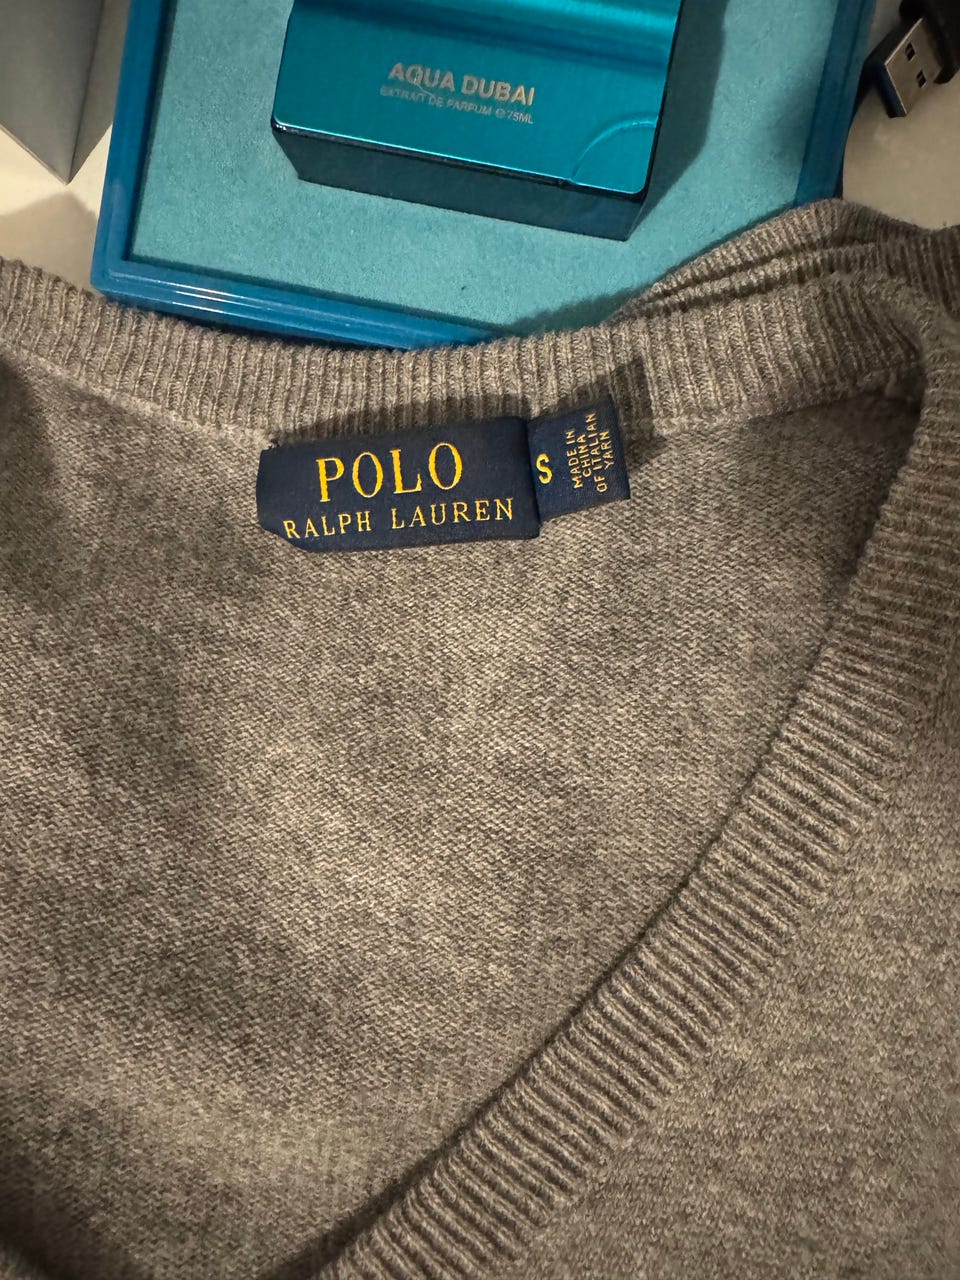 AQUA DUBAI
EXTRAIT DE PARFUM ℮ 75ML
POLO
RALPH LAUREN
S
MADE IN
CHINA
OF ITALIAN
YARN